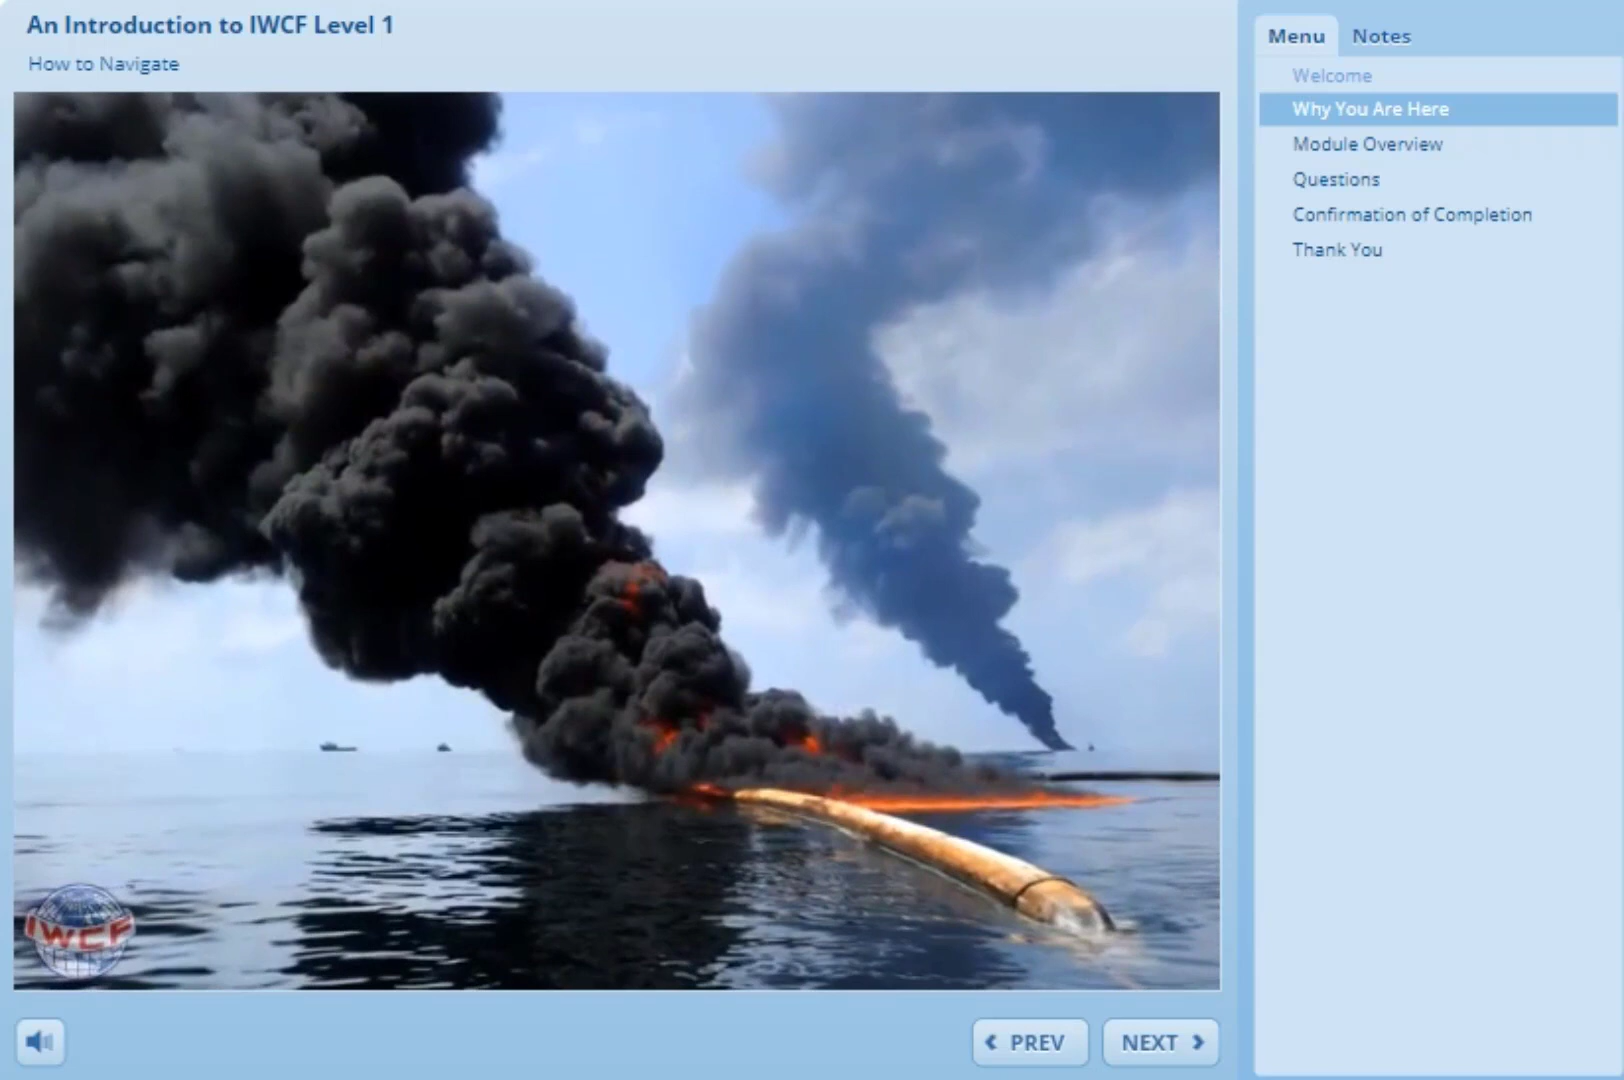 An Introduction to IWCF Level 1
How to Navigate
Menu
Notes
Welcome
Why You Are Here
Module Overview
Questions
Confirmation of Completion
Thank You
IWCF
PREV
NEXT